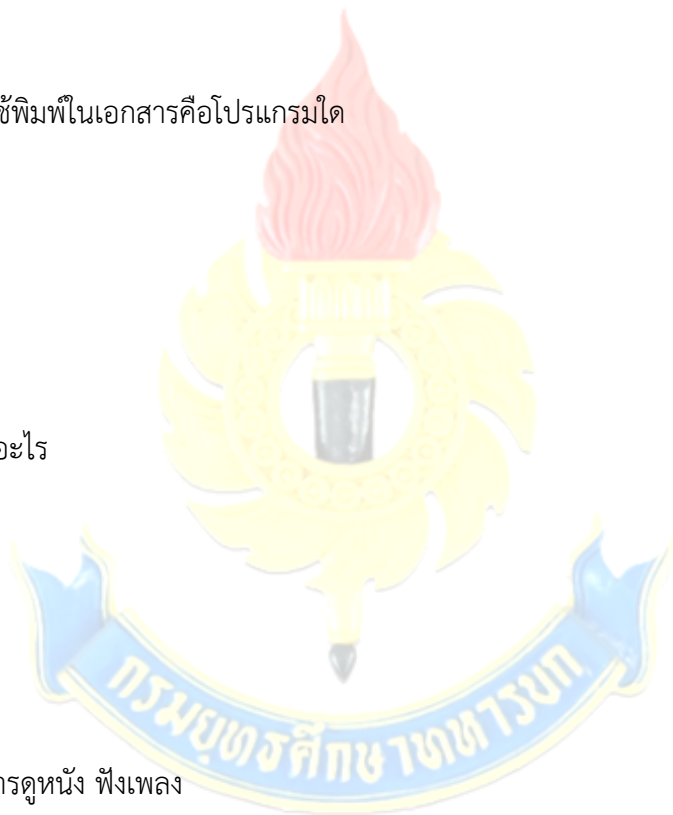 ช้พิมพ์ในเอกสารคือโปรแกรมใด
อะไร
กรมยุทธศึกษาทหารบก
ารดูหนัง ฟังเพลง